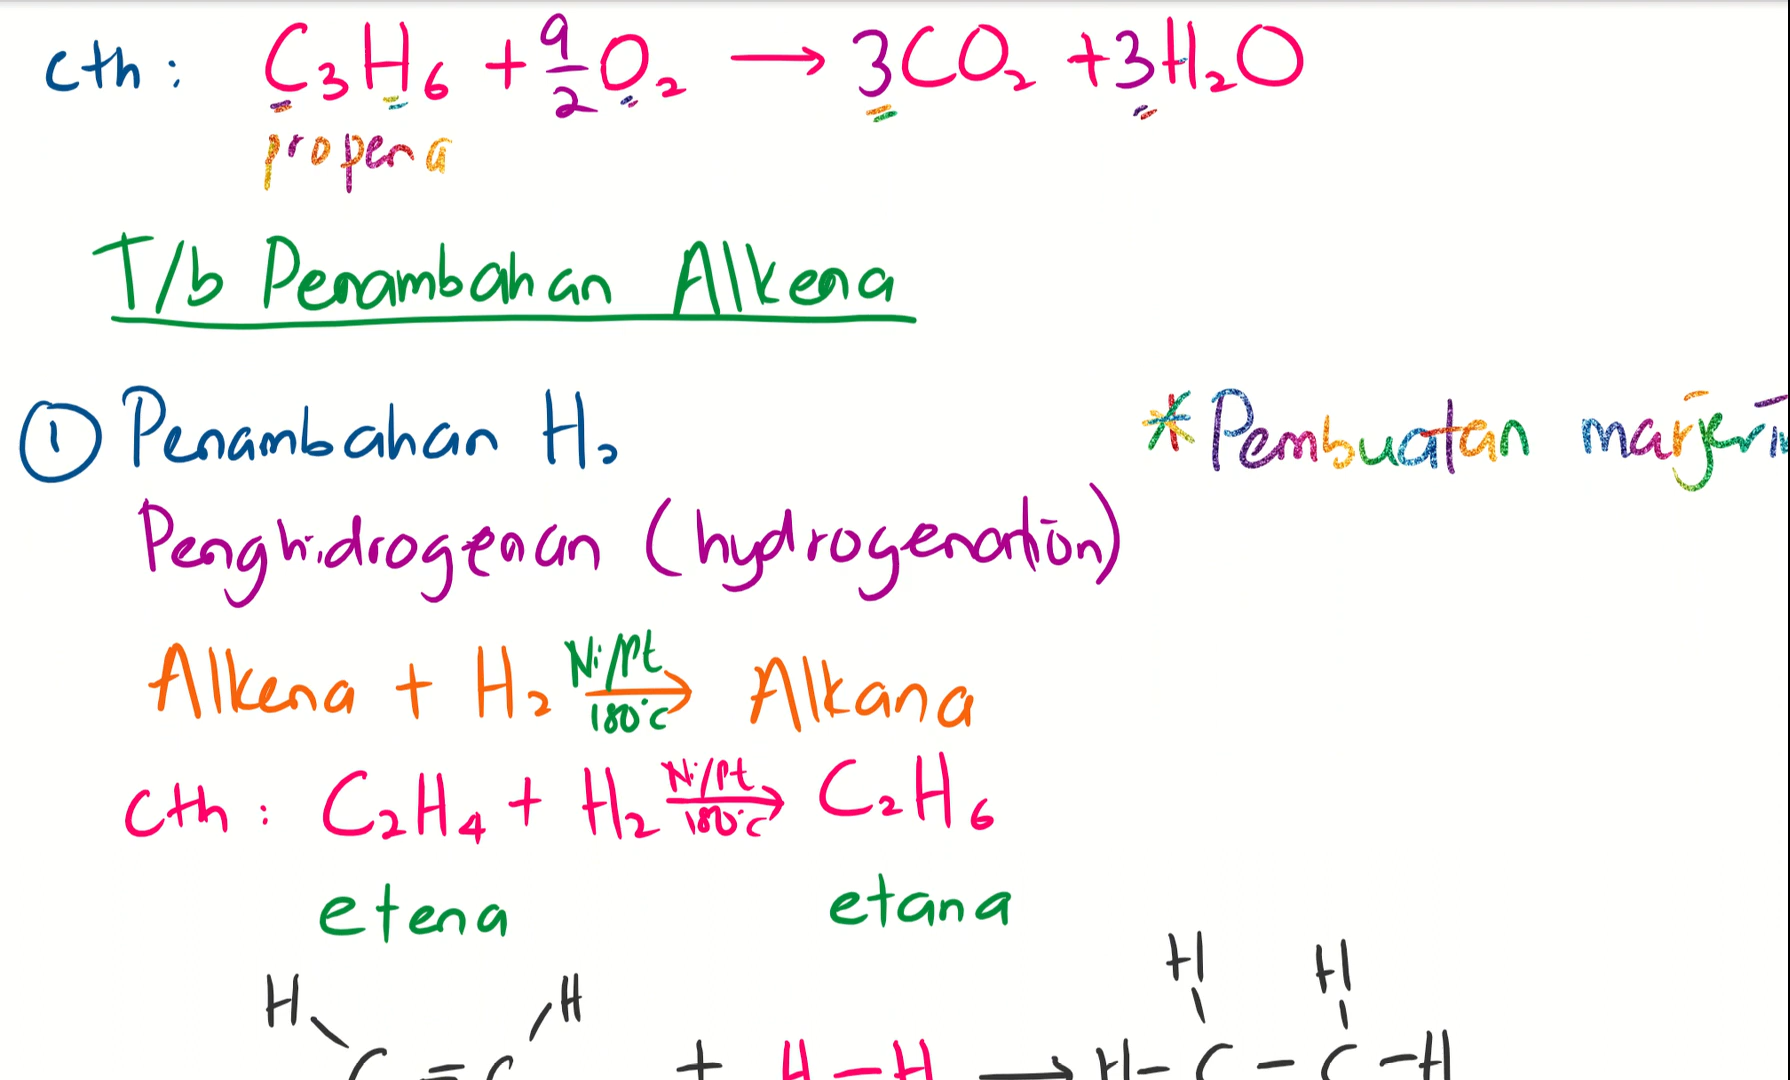 cth : C₃H₆ + 9/2 O₂ → 3CO₂ + 3H₂O
propena
T/b Penambahan Alkena
① Penambahan H₂ *Pembuatan marjerin
Penghidrogenan (hydrogenation)
Alkena + H₂ Ni/Pt 180°C → Alkana
Cth : C₂H₄ + H₂ Ni/Pt 180°C → C₂H₆
etena etana
H H H H
C = C + H – H → H – C – C – H